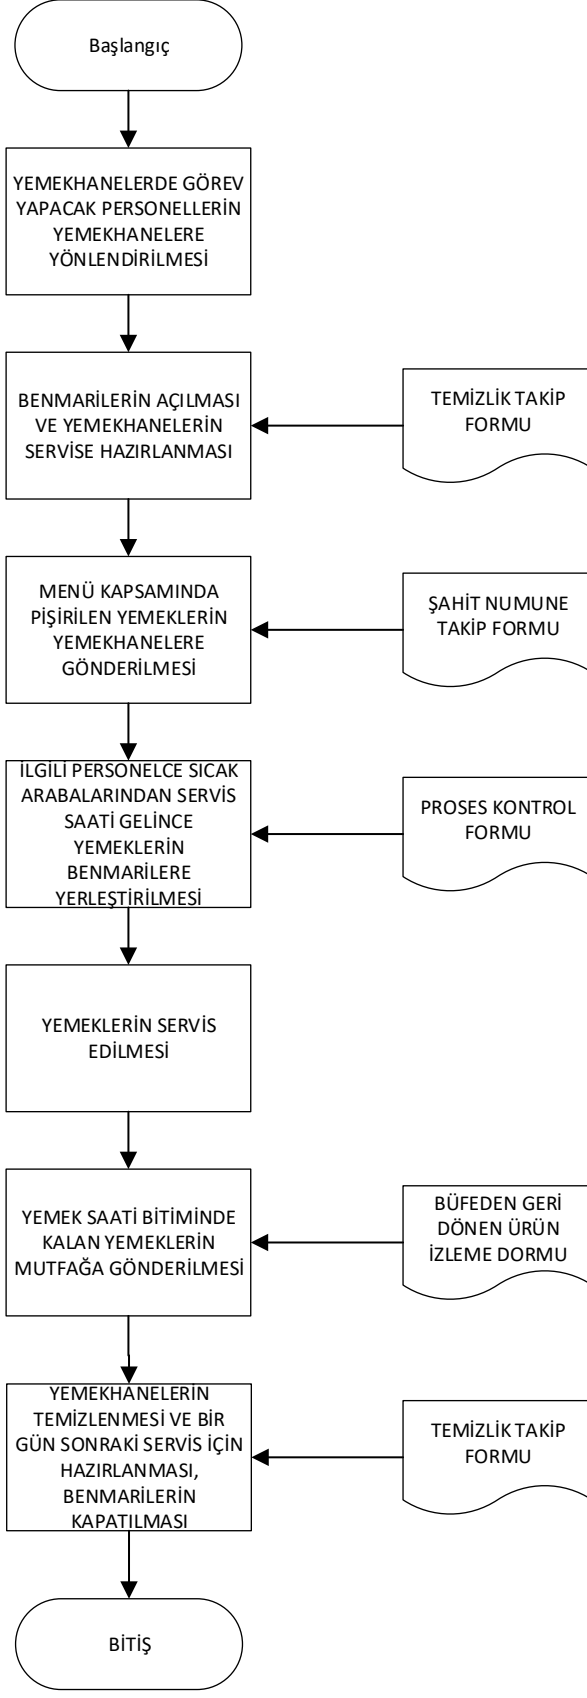 Başlangıç
YEMEKHANELERDE GÖREV
YAPACAK PERSONELLERİN
YEMEKHANELERE
YÖNLENDİRİLMESİ
BENMARİLERİN AÇILMASI
VE YEMEKHANELERİN
SERVİSE HAZIRLANMASI
TEMİZLİK TAKİP
FORMU
MENÜ KAPSAMINDA
PİŞİRİLEN YEMEKLERİN
YEMEKHANELERE
GÖNDERİLMESİ
ŞAHİT NUMUNE
TAKİP FORMU
İLGİLİ PERSONELCE SICAK
ARABALARINDAN SERVİS
SAATİ GELİNCE
YEMEKLERİN
BENMARİLERE
YERLEŞTİRİLMESİ
PROSES KONTROL
FORMU
YEMEKLERİN SERVİS
EDİLMESİ
YEMEK SAATİ BİTİMİNDE
KALAN YEMEKLERİN
MUTFAĞA GÖNDERİLMESİ
BÜFEDEN GERİ
DÖNEN ÜRÜN
İZLEME DORMU
YEMEKHANELERİN
TEMİZLENMESİ VE BİR
GÜN SONRAKİ SERVİS İÇİN
HAZIRLANMASI,
BENMARİLERİN
KAPATILMASI
TEMİZLİK TAKİP
FORMU
BİTİŞ